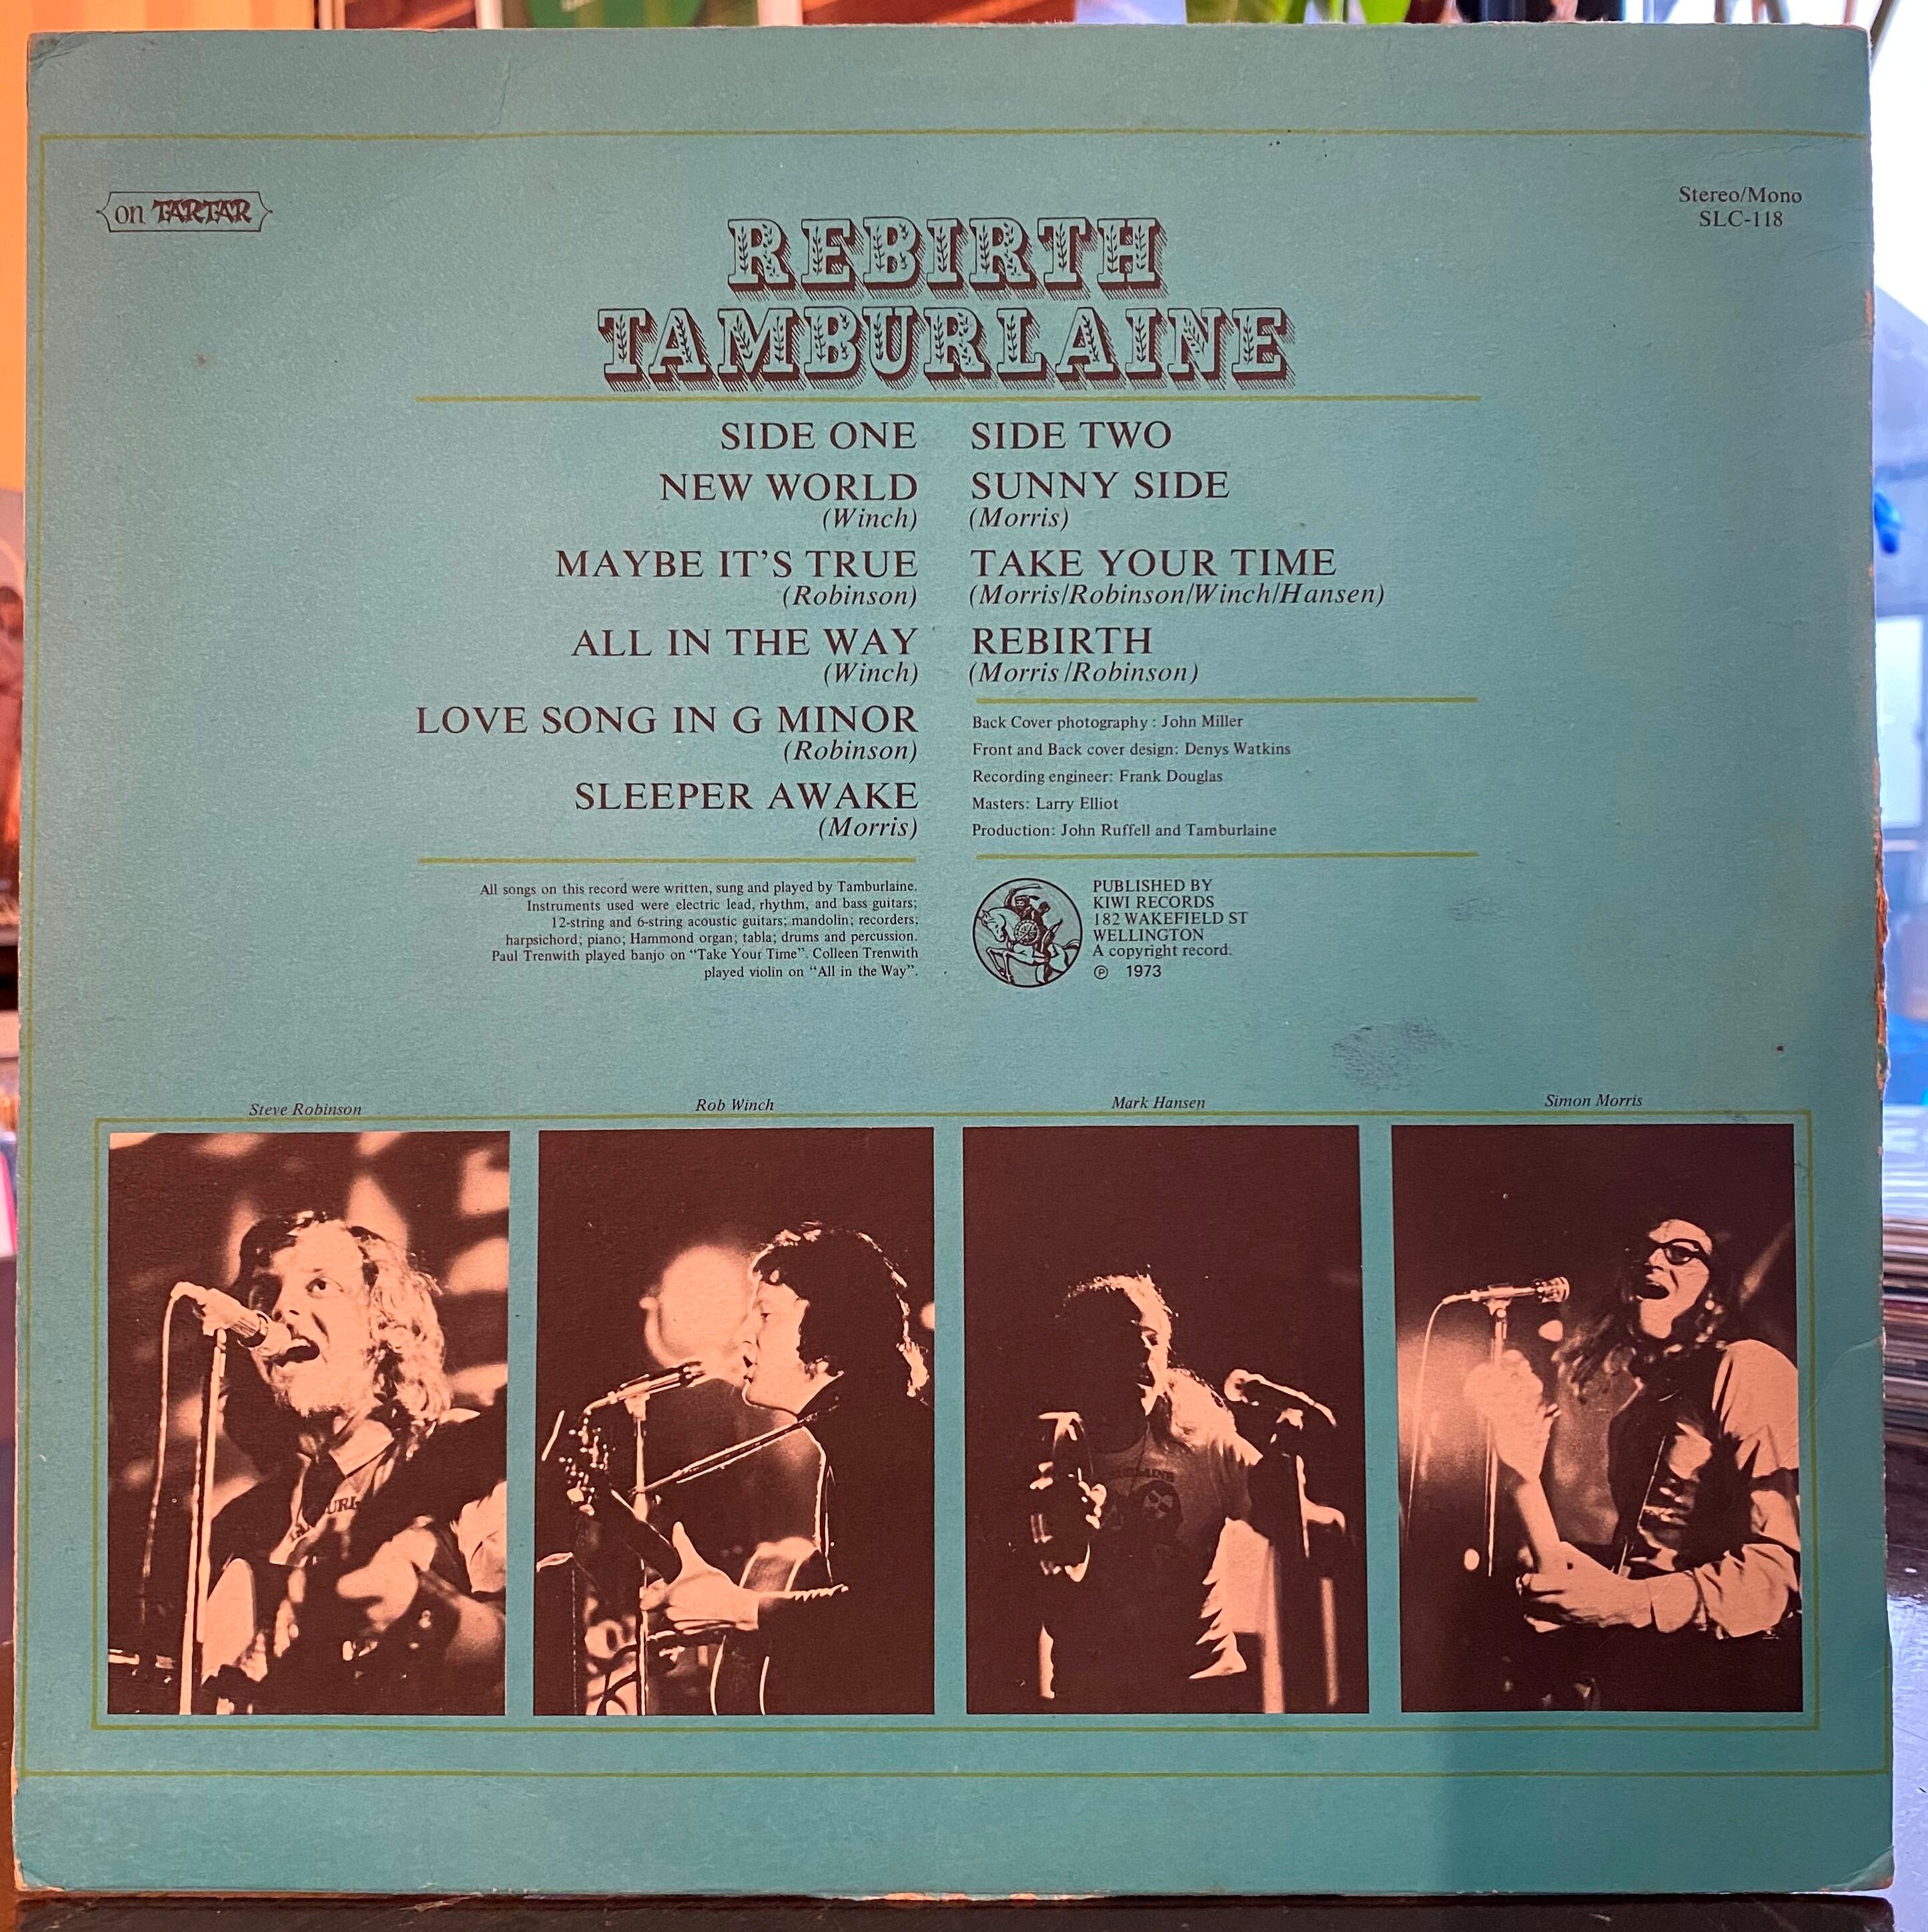 on TARTAR
Stereo/Mono
SLC-118
REBIRTH
TAMBURLAINE
SIDE ONE
NEW WORLD
(Winch)
MAYBE IT'S TRUE
(Robinson)
ALL IN THE WAY
(Winch)
LOVE SONG IN G MINOR
(Robinson)
SLEEPER AWAKE
(Morris)
All songs on this record were written, sung and played by Tamburlaine.
Instruments used were electric lead, rhythm, and bass guitars;
12-string and 6-string acoustic guitars; mandolin; recorders;
harpsichord; piano; Hammond organ; tabla; drums and percussion.
Paul Trenwith played banjo on “Take Your Time”. Colleen Trenwith
played violin on “All in the Way”.
SIDE TWO
SUNNY SIDE
(Morris)
TAKE YOUR TIME
(Morris/Robinson/Winch/Hansen)
REBIRTH
(Morris/Robinson)
Back Cover photography : John Miller
Front and Back cover design: Denys Watkins
Recording engineer: Frank Douglas
Masters: Larry Elliot
Production: John Ruffell and Tamburlaine
PUBLISHED BY
KIWI RECORDS
182 WAKEFIELD ST
WELLINGTON
A copyright record.
℗ 1973
Steve Robinson
Rob Winch
Mark Hansen
Simon Morris